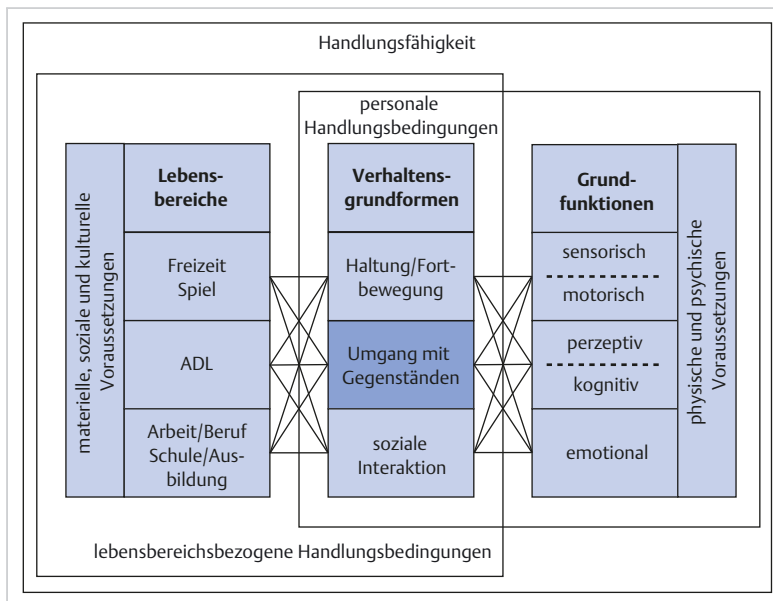 Handlungsfähigkeit
personale
Handlungsbedingungen
materielle, soziale und kulturelle
Voraussetzungen
Lebens-
bereiche
Freizeit
Spiel
ADL
Arbeit/Beruf
Schule/Aus-
bildung
Verhaltens-
grundformen
Haltung/Fort-
bewegung
Umgang mit
Gegenständen
soziale
Interaktion
Grund-
funktionen
sensorisch
motorisch
perzeptiv
kognitiv
emotional
physische und psychische
Voraussetzungen
lebensbereichsbezogene Handlungsbedingungen